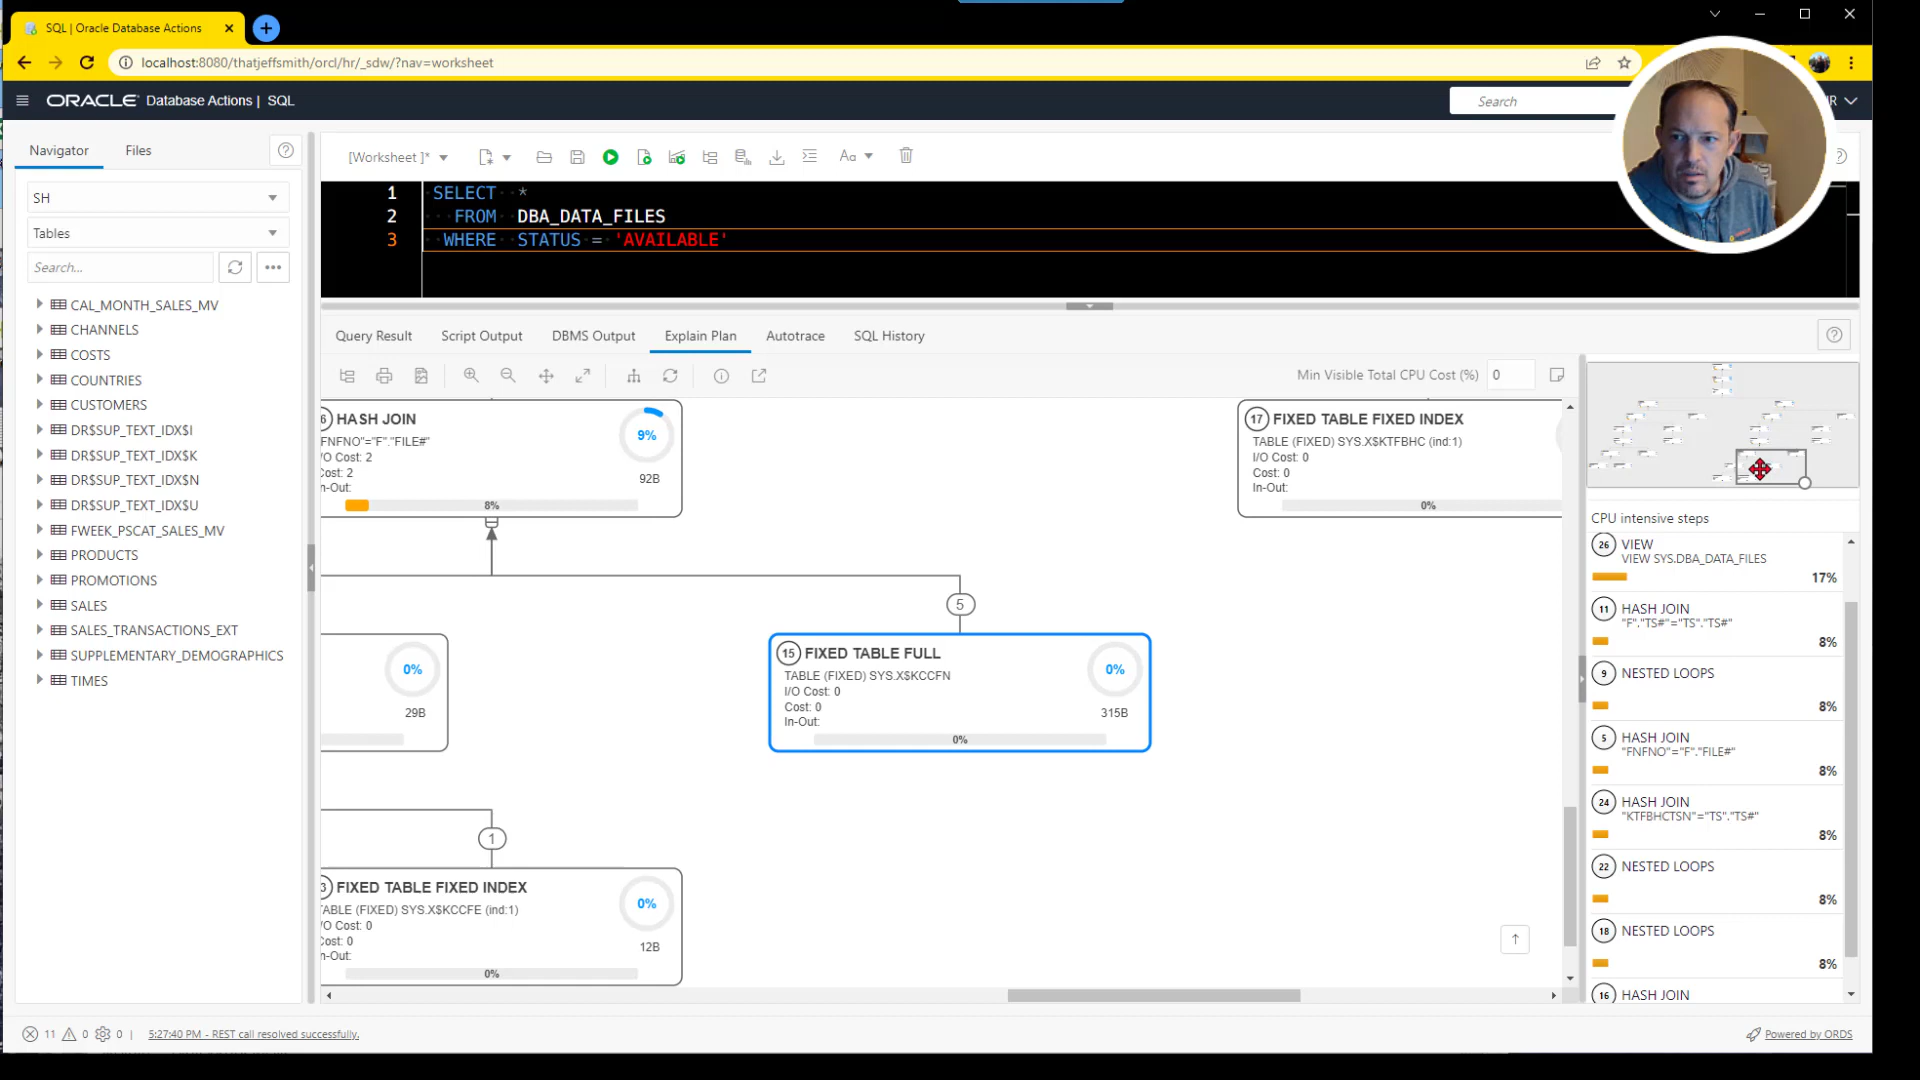 SQL | Oracle Database Actions
localhost:8080/thatjeffsmith/orcl/hr/_sdw/?nav=worksheet
ORACLE Database Actions | SQL
Search
Navigator
Files
[Worksheet ]*
Aa
SH
Tables
Search...
CAL_MONTH_SALES_MV
CHANNELS
COSTS
COUNTRIES
CUSTOMERS
DR$SUP_TEXT_IDX$I
DR$SUP_TEXT_IDX$K
DR$SUP_TEXT_IDX$N
DR$SUP_TEXT_IDX$U
FWEEK_PSCAT_SALES_MV
PRODUCTS
PROMOTIONS
SALES
SALES_TRANSACTIONS_EXT
SUPPLEMENTARY_DEMOGRAPHICS
TIMES
1 SELECT *
2 FROM DBA_DATA_FILES
3 WHERE STATUS = 'AVAILABLE'
Query Result
Script Output
DBMS Output
Explain Plan
Autotrace
SQL History
Min Visible Total CPU Cost (%) 0
6 HASH JOIN
FNFNO"="F"."FILE#"
I/O Cost: 2
Cost: 2
In-Out:
9%
92B
8%
17 FIXED TABLE FIXED INDEX
TABLE (FIXED) SYS.X$KTFBHC (ind:1)
I/O Cost: 0
Cost: 0
In-Out:
0%
5
0%
29B
15 FIXED TABLE FULL
TABLE (FIXED) SYS.X$KCCFN
I/O Cost: 0
Cost: 0
In-Out:
0%
315B
0%
1
3 FIXED TABLE FIXED INDEX
TABLE (FIXED) SYS.X$KCCFE (ind:1)
I/O Cost: 0
Cost: 0
In-Out:
0%
12B
0%
CPU intensive steps
26 VIEW
VIEW SYS.DBA_DATA_FILES
17%
11 HASH JOIN
"F"."TS#"="TS"."TS#"
8%
9 NESTED LOOPS
8%
5 HASH JOIN
"FNFNO"="F"."FILE#"
8%
24 HASH JOIN
"KTFBHCTSN"="TS"."TS#"
8%
22 NESTED LOOPS
8%
18 NESTED LOOPS
8%
16 HASH JOIN
11 0 0 | 5:27:40 PM - REST call resolved successfully.
Powered by ORDS